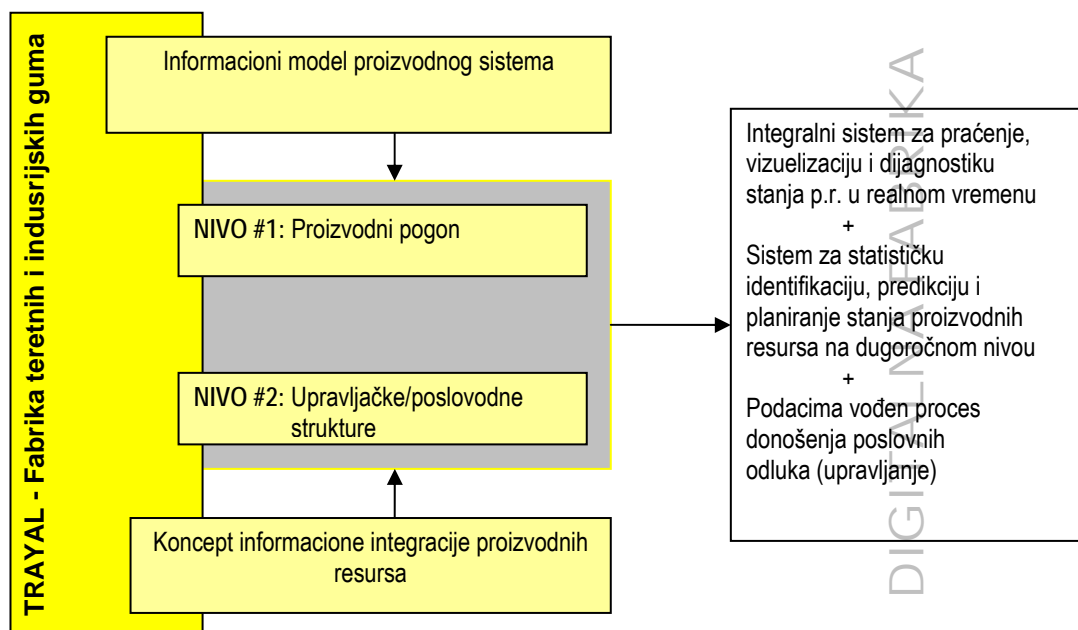 TRAYAL - Fabrika teretnih i indusrijskih guma
Informacioni model proizvodnog sistema
NIVO #1: Proizvodni pogon
NIVO #2: Upravljačke/poslovodne
strukture
Koncept informacione integracije proizvodnih
resursa
Integralni sistem za praćenje,
vizuelizaciju i dijagnostiku
stanja p.r. u realnom vremenu
+
Sistem za statističku
identifikaciju, predikciju i
planiranje stanja proizvodnih
resursa na dugoročnom nivou
+
Podacima vođen proces
donošenja poslovnih
odluka (upravljanje)
DIGITALNA FABRIKA